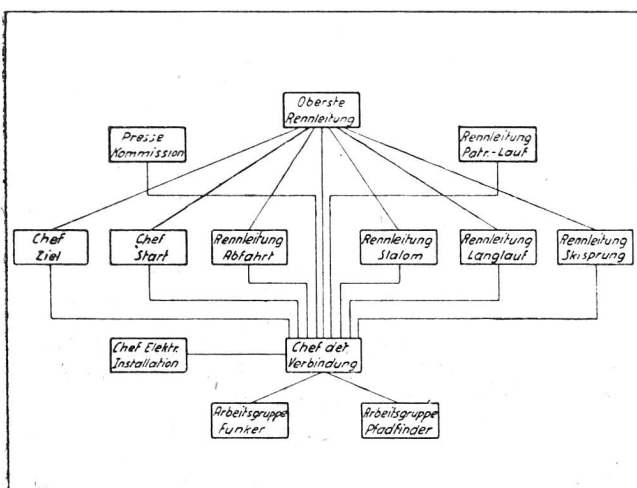 Oberste
Rennleitung
Presse
Kommission
Rennleitung
Patr.-Lauf
Chef
Ziel
Chef
Start
Rennleitung
Abfahrt
Rennleitung
Slalom
Rennleitung
Langlauf
Rennleitung
Skisprung
Chef Elektr.
Installation
Chef der
Verbindung
Arbeitsgruppe
Funker
Arbeitsgruppe
Pfadfinder